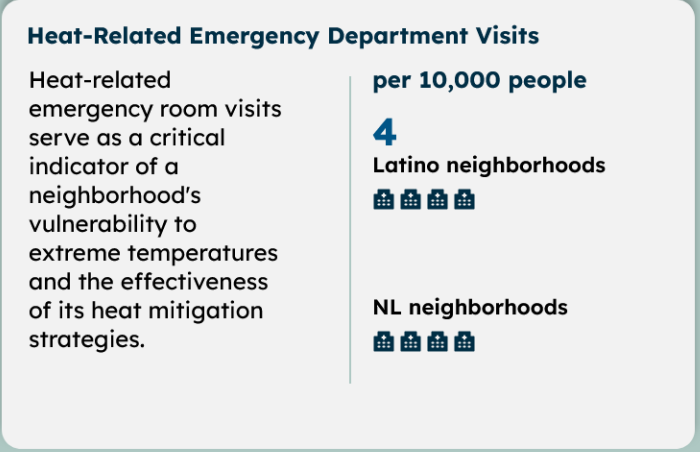 Heat-Related Emergency Department Visits
Heat-related
emergency room visits
serve as a critical
indicator of a
neighborhood's
vulnerability to
extreme temperatures
and the effectiveness
of its heat mitigation
strategies.
per 10,000 people
4
Latino neighborhoods
NL neighborhoods